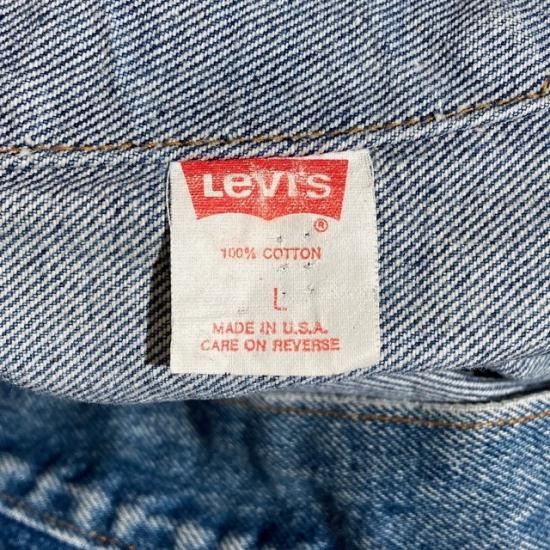 Levi's
®
100% COTTON
L
MADE IN U.S.A.
CARE ON REVERSE